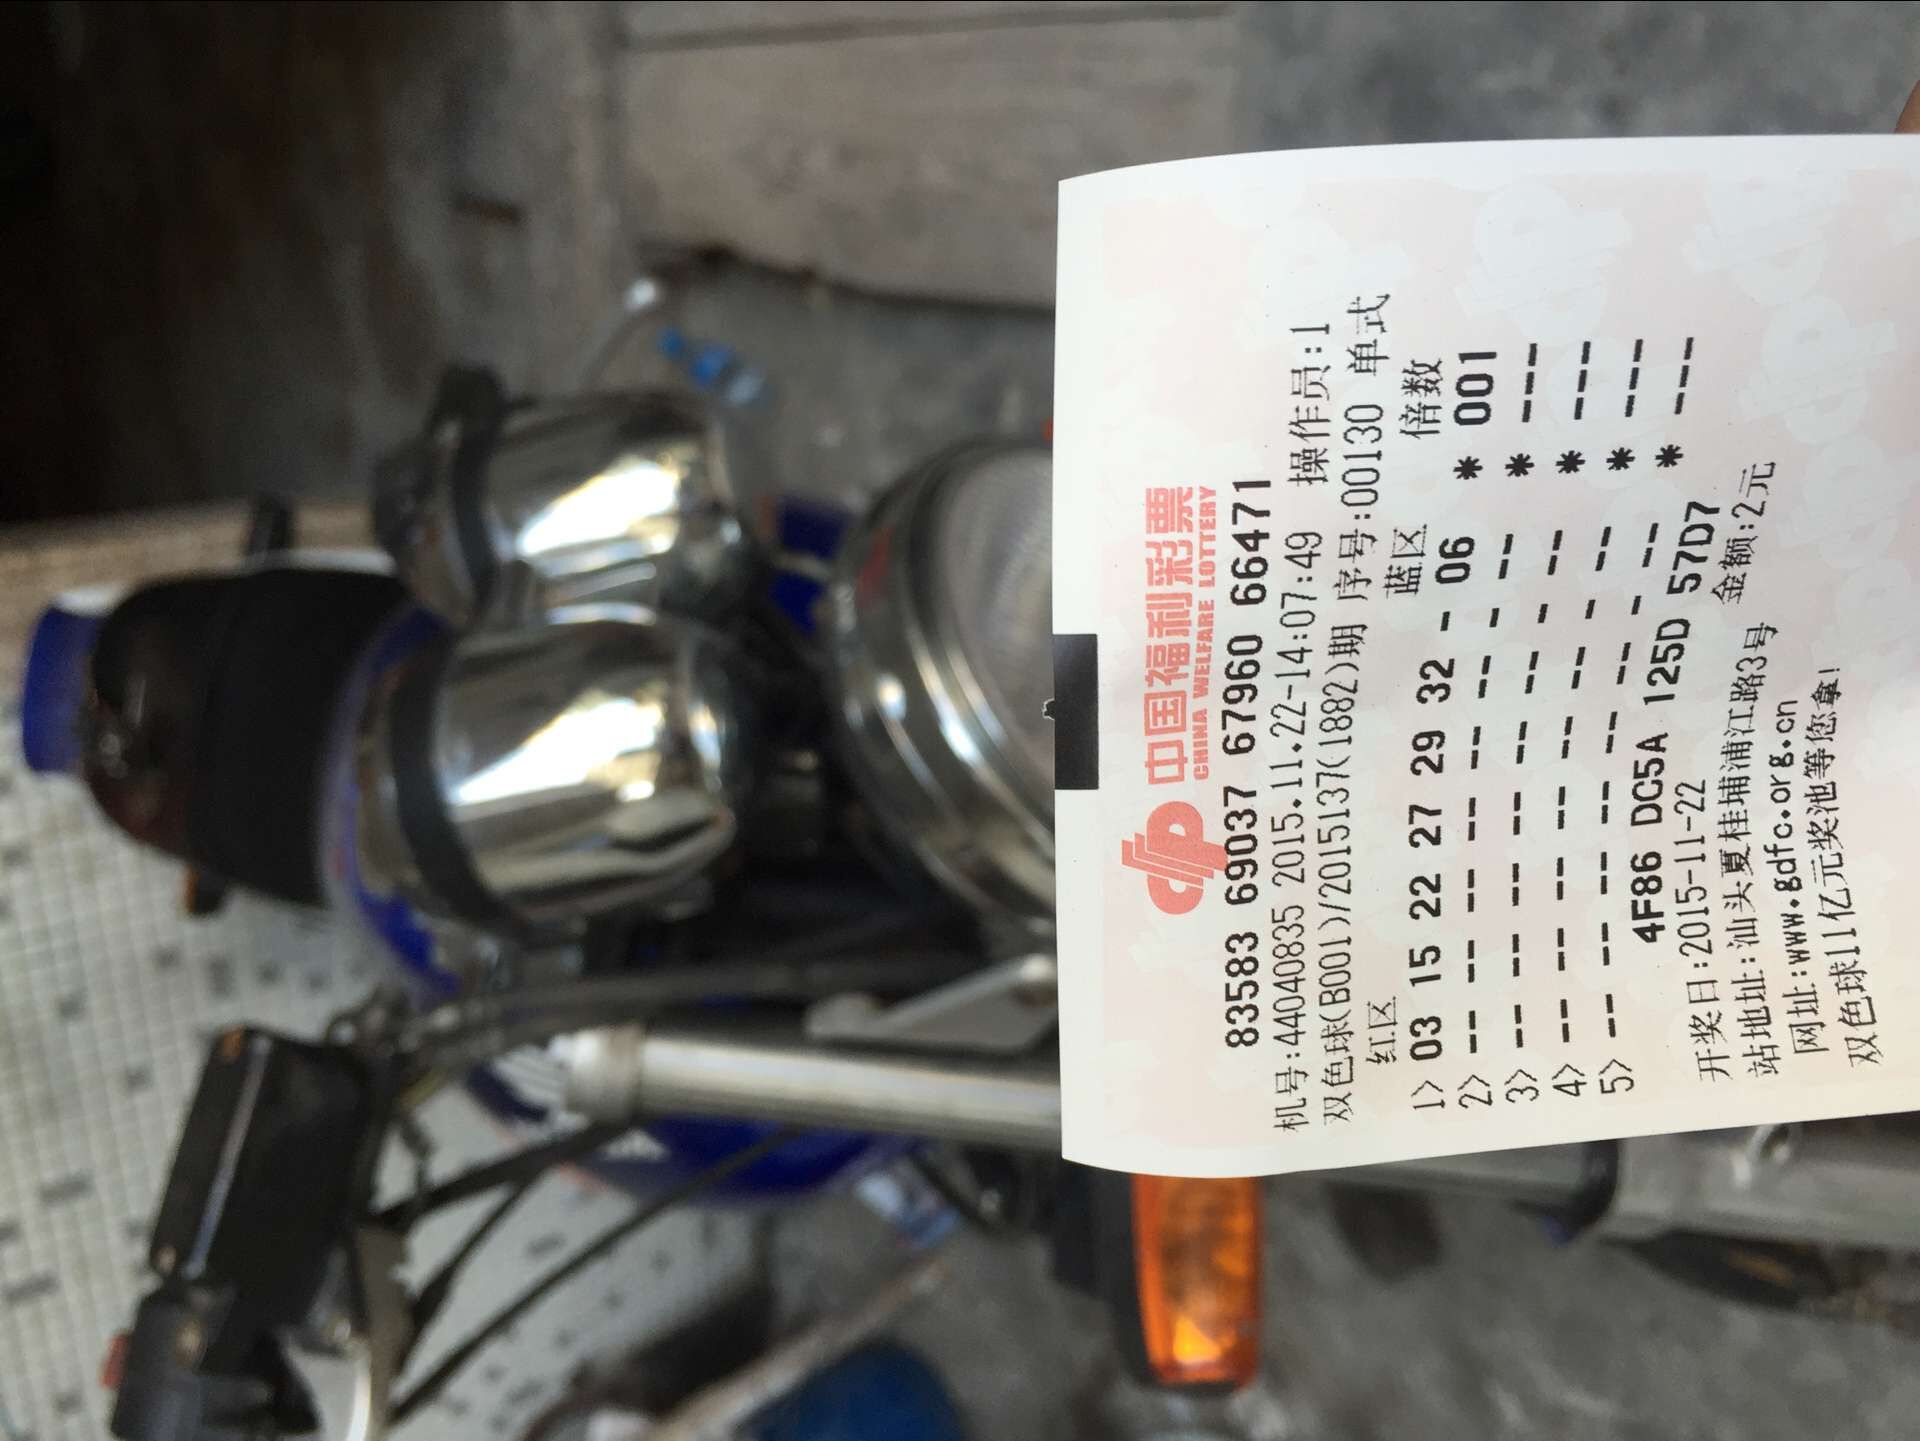 中国福利彩票
CHINA WELFARE LOTTERY
83583 69037 67960 66471
机号:44040835 2015.11.22-14:07:49 操作员:1
双色球(B001)/2015137(1882)期 序号:00130 单式
红区 蓝区 倍数
1> 03 15 22 27 29 32 - 06 * 001
2> -- -- -- -- -- -- - -- * ---
3> -- -- -- -- -- -- - -- * ---
4> -- -- -- -- -- -- - -- * ---
5> -- -- -- -- -- -- - -- * ---
4F86 DC5A 125D 57D7
开奖日:2015-11-22 金额:2元
站地址:汕头夏桂埔浦江路3号
网址:www.gdfc.org.cn
双色球11亿元奖池等您拿!